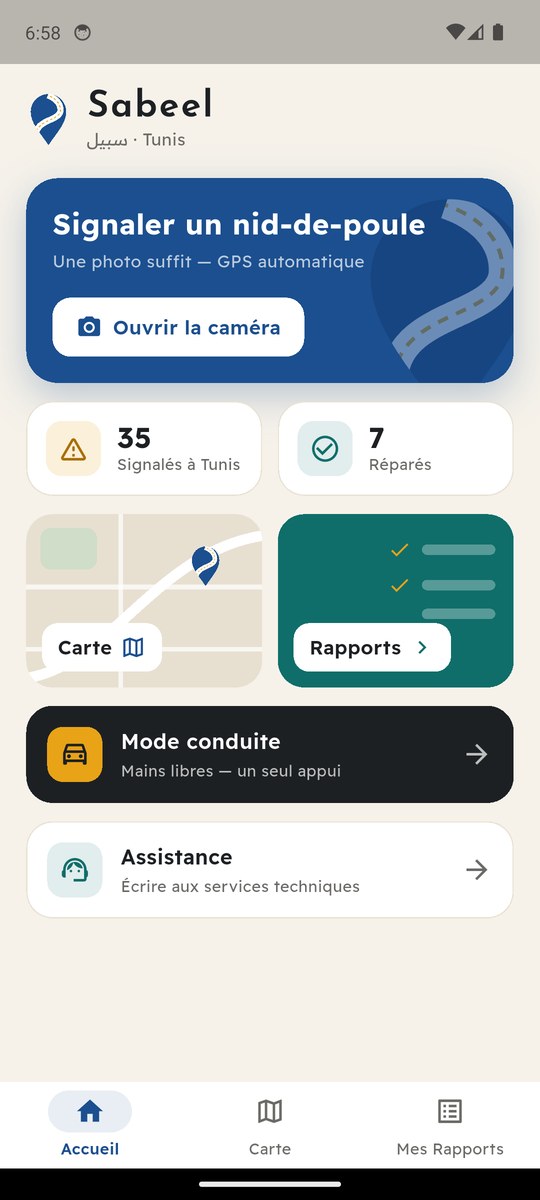 6:58
Sabeel
سبيل · Tunis
Signaler un nid-de-poule
Une photo suffit — GPS automatique
Ouvrir la caméra
35
Signalés à Tunis
7
Réparés
Carte
Rapports
Mode conduite
Mains libres — un seul appui
Assistance
Écrire aux services techniques
Accueil
Carte
Mes Rapports